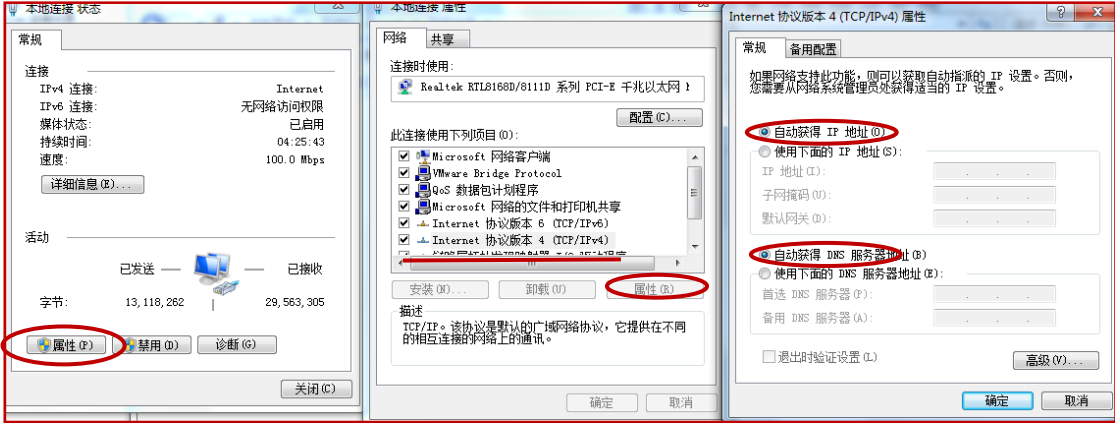 本地连接 状态
常规
连接
IPv4 连接: Internet
IPv6 连接: 无网络访问权限
媒体状态: 已启用
持续时间: 04:25:43
速度: 100.0 Mbps
详细信息(E)...
活动
已发送 — — 已接收
字节: 13,118,262 | 29,563,305
属性(P) 禁用(D) 诊断(G)
关闭(C)
本地连接 属性
网络 共享
连接时使用:
Realtek RTL8168D/8111D 系列 PCI-E 千兆以太网
配置(C)...
此连接使用下列项目(O):
Microsoft 网络客户端
VMware Bridge Protocol
QoS 数据包计划程序
Microsoft 网络的文件和打印机共享
Internet 协议版本 6 (TCP/IPv6)
Internet 协议版本 4 (TCP/IPv4)
安装(N)... 卸载(U) 属性(R)
描述
TCP/IP。该协议是默认的广域网络协议，它提供在不同
的相互连接的网络上的通讯。
确定 取消
Internet 协议版本 4 (TCP/IPv4) 属性
常规 备用配置
如果网络支持此功能，则可以获取自动指派的 IP 设置。否则，
您需要从网络系统管理员处获得适当的 IP 设置。
自动获得 IP 地址(O)
使用下面的 IP 地址(S):
IP 地址(I):
子网掩码(U):
默认网关(D):
自动获得 DNS 服务器地址(B)
使用下面的 DNS 服务器地址(E):
首选 DNS 服务器(P):
备用 DNS 服务器(A):
退出时验证设置(L)
高级(V)...
确定 取消